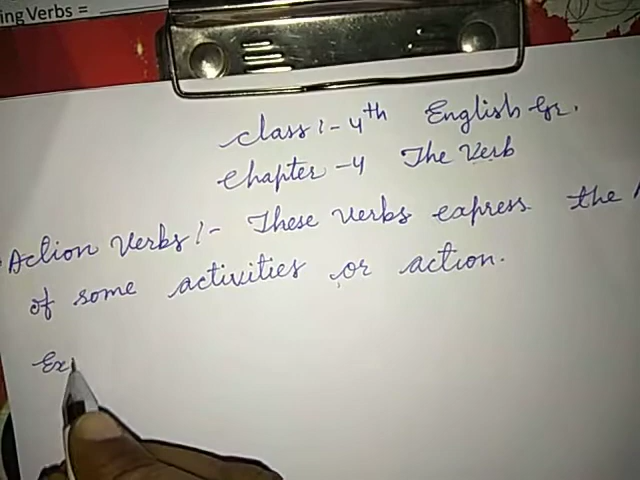 ing Verbs =
Class :- 4th English Gr.
Chapter - 4 The Verb
Action Verbs :- These verbs express the
of some activities or action.
Ex